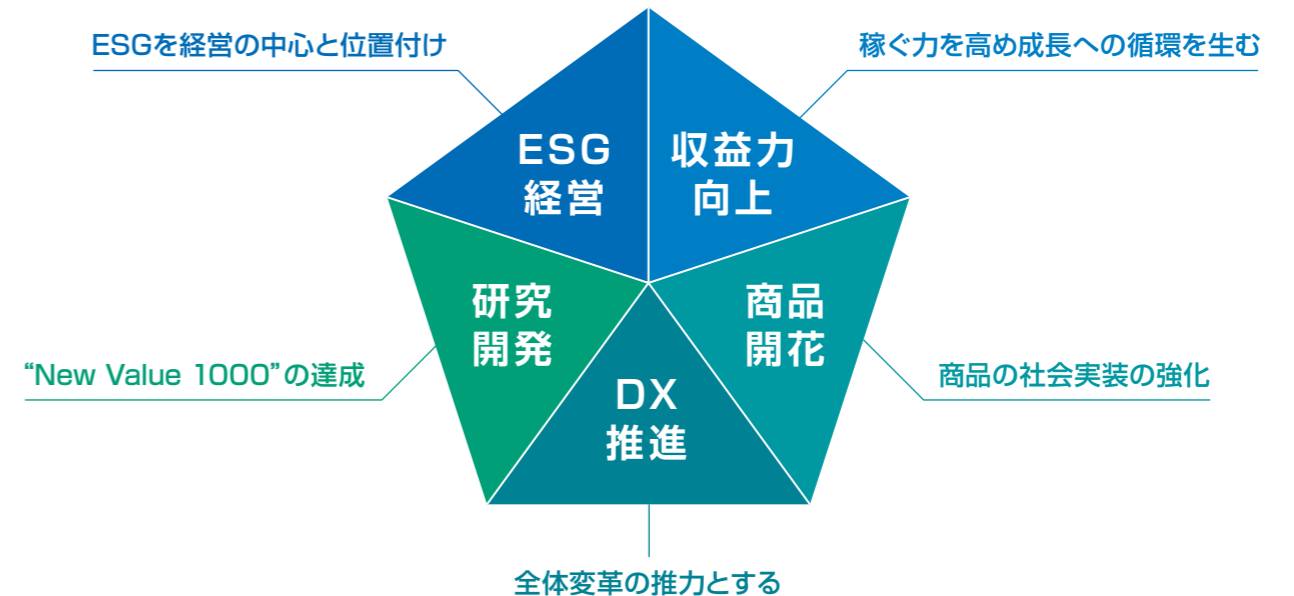 ESGを経営の中心と位置付け
稼ぐ力を高め成長への循環を生む
ESG
経営
収益力
向上
研究
開発
商品
開花
DX
推進
“New Value 1000”の達成
商品の社会実装の強化
全体変革の推力とする